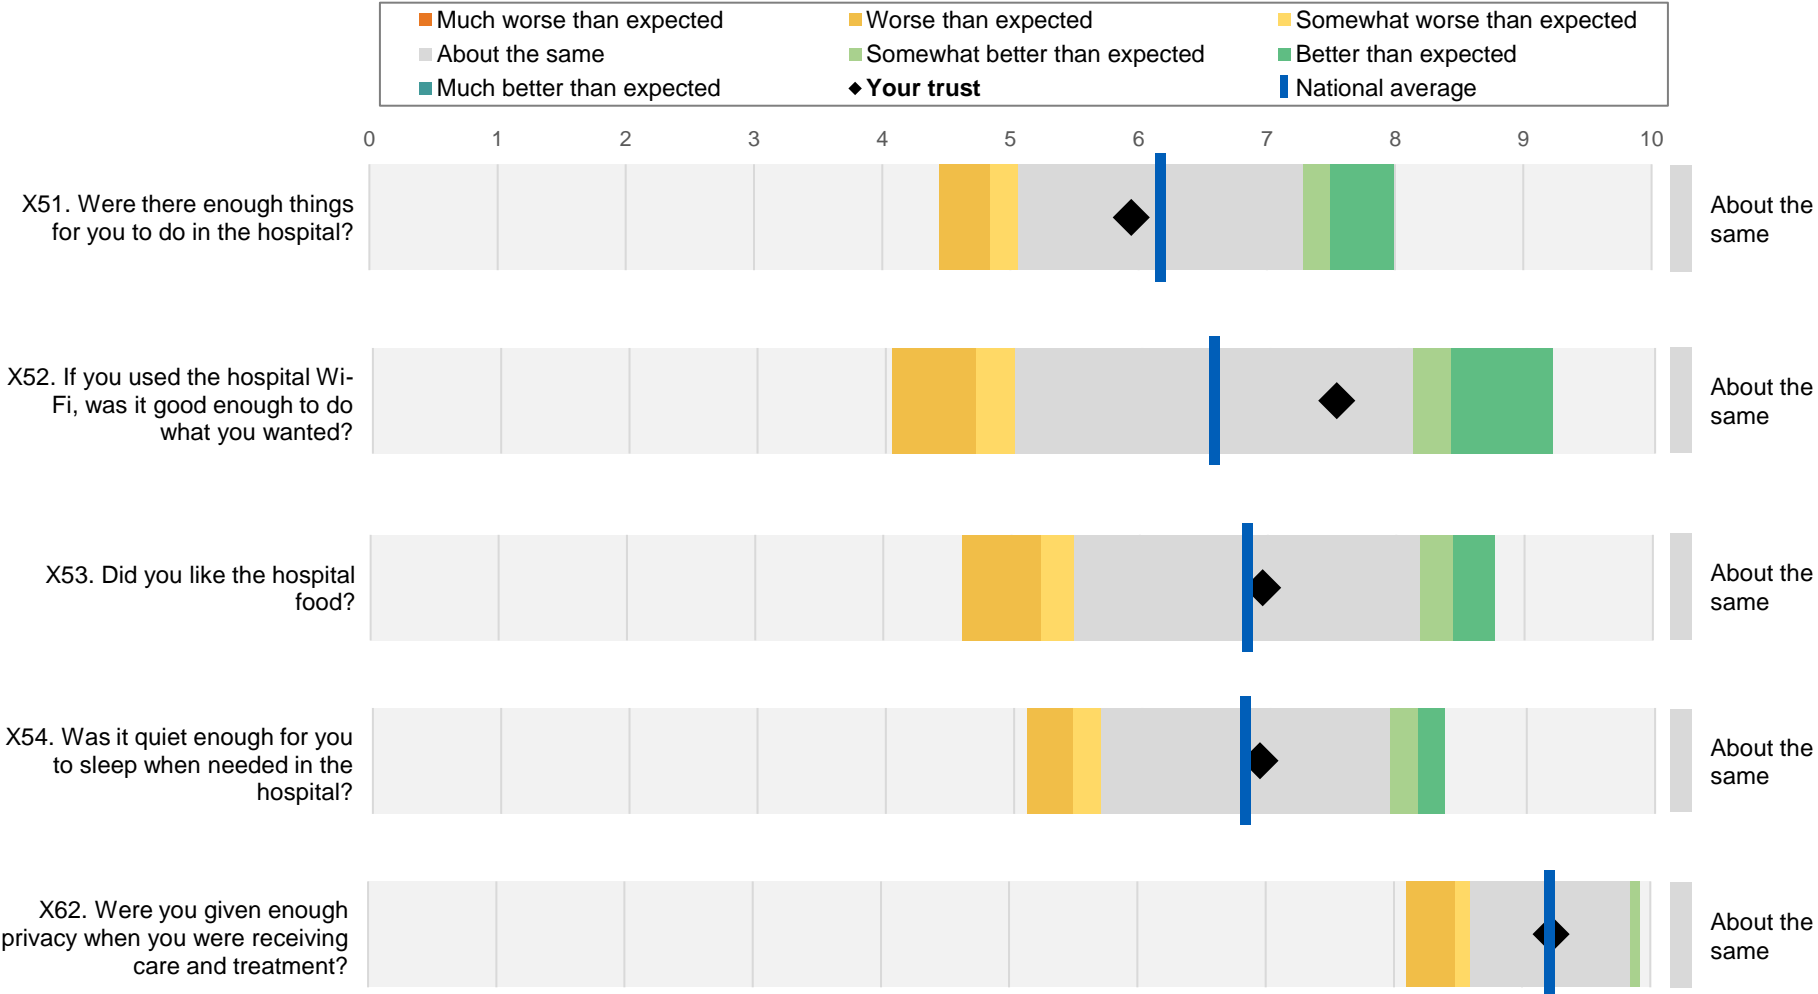 Much worse than expected
Worse than expected
Somewhat worse than expected
About the same
Somewhat better than expected
Better than expected
Much better than expected
Your trust
National average
0 1 2 3 4 5 6 7 8 9 10
X51. Were there enough things
for you to do in the hospital?
About the
same
X52. If you used the hospital Wi-
Fi, was it good enough to do
what you wanted?
About the
same
X53. Did you like the hospital
food?
About the
same
X54. Was it quiet enough for you
to sleep when needed in the
hospital?
About the
same
X62. Were you given enough
privacy when you were receiving
care and treatment?
About the
same